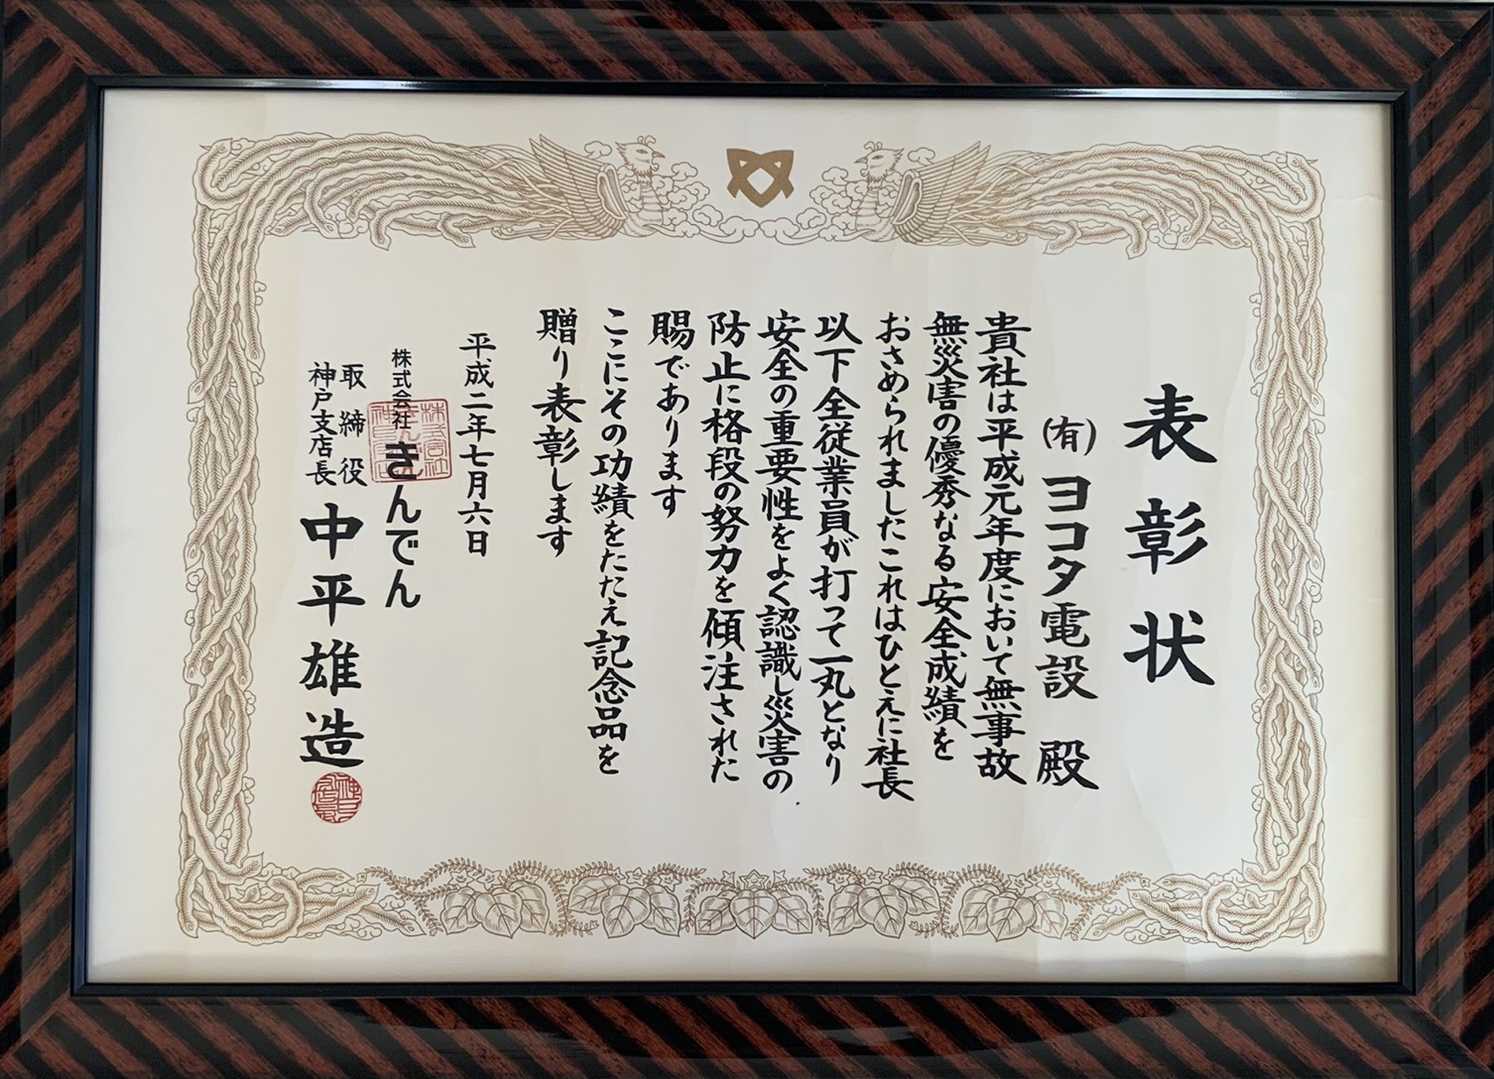 表彰状
(有)ヨコタ電設 殿
貴社は平成元年度において無事故
無災害の優秀なる安全成績を
おさめられましたこれはひとえに社長
以下全従業員が打って一丸となり
安全の重要性をよく認識し災害の
防止に格段の努力を傾注された
賜であります
ここにその功績をたたえ記念品を
贈り表彰します
平成二年七月六日
株式会社きんでん
取締役
神戸支店長
中平雄造